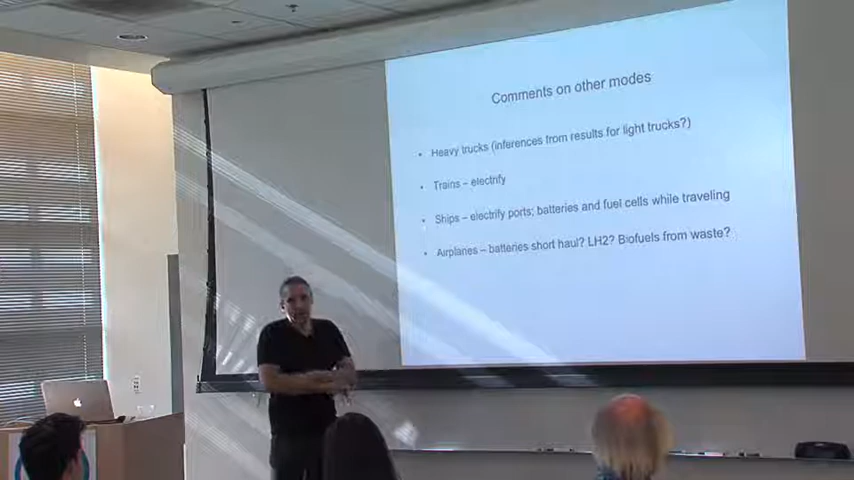 Comments on other modes
• Heavy trucks (inferences from results for light trucks?)
• Trains – electrify
• Ships – electrify ports; batteries and fuel cells while traveling
• Airplanes – batteries short haul? LH2? Biofuels from waste?